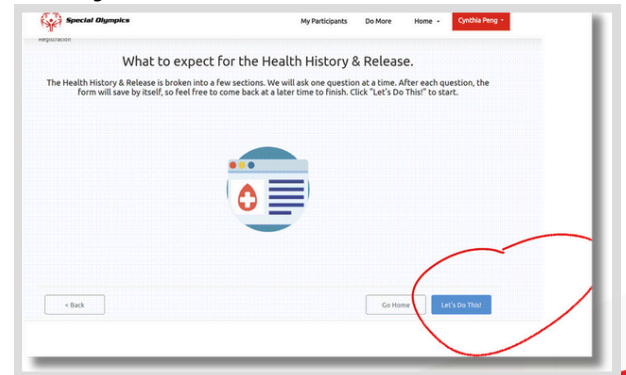 Special Olympics
My Participants Do More Home Cynthia Peng
Registration
What to expect for the Health History & Release.
The Health History & Release is broken into a few sections. We will ask one question at a time. After each question, the
form will save by itself, so feel free to come back at a later time to finish. Click "Let's Do This!" to start.
< Back Go Home Let's Do This!